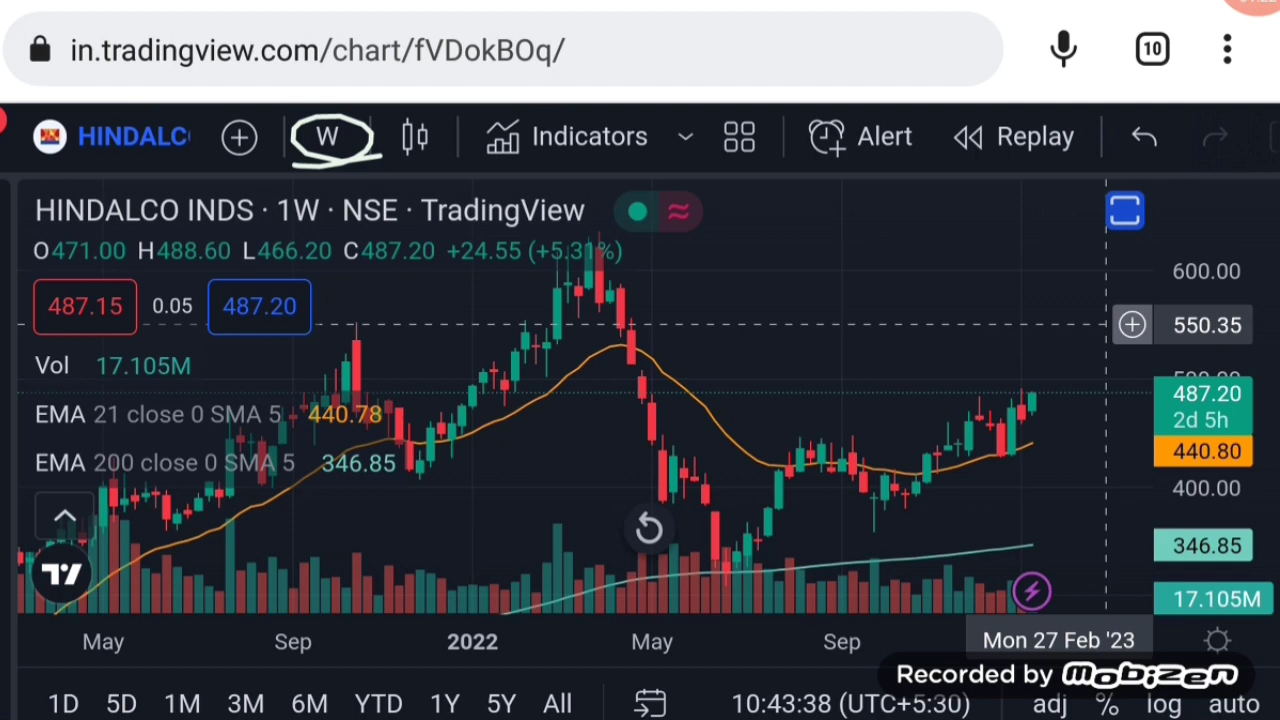 in.tradingview.com/chart/fVDokBOq/ 10
HINDALC W Indicators Alert Replay
HINDALCO INDS · 1W · NSE · TradingView
O471.00 H488.60 L466.20 C487.20 +24.55 (+5.31%)
600.00
487.15 0.05 487.20
550.35
Vol 17.105M
500.00
487.20
2d 5h
EMA 21 close 0 SMA 5 440.78
440.80
EMA 200 close 0 SMA 5 346.85
400.00
346.85
17.105M
May Sep 2022 May Sep Mon 27 Feb '23
Recorded by Mobizen
1D 5D 1M 3M 6M YTD 1Y 5Y All 10:43:38 (UTC+5:30) adj % log auto